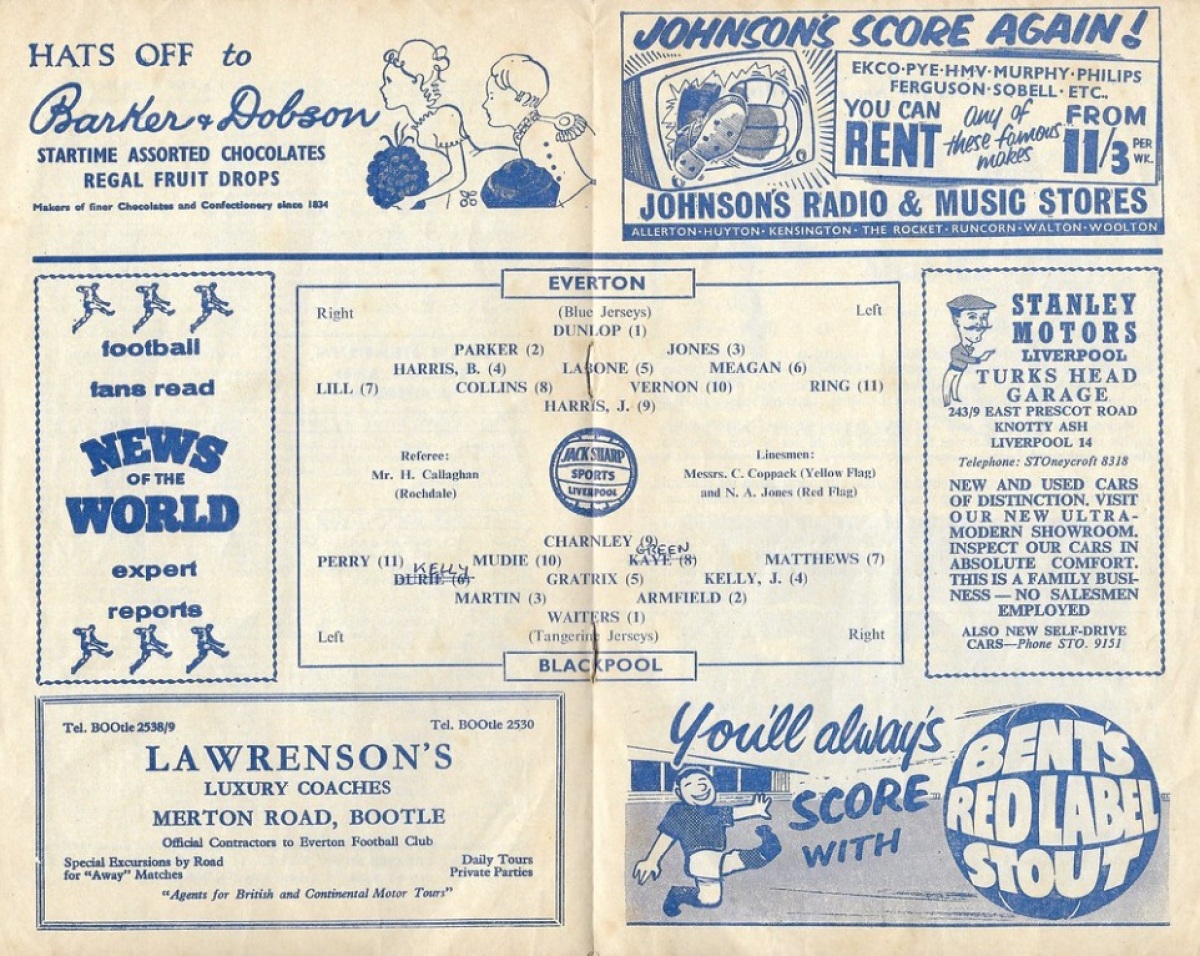 HATS OFF to
Barker & Dobson
STARTIME ASSORTED CHOCOLATES
REGAL FRUIT DROPS
Makers of finer Chocolates and Confectionery since 1834
JOHNSON'S SCORE AGAIN!
EKCO·PYE·HMV·MURPHY·PHILIPS
FERGUSON·SOBELL·ETC.,
YOU CAN
RENT
any of
these famous
makes
FROM
11/3 PER WK.
JOHNSON'S RADIO & MUSIC STORES
ALLERTON·HUYTON·KENSINGTON·THE ROCKET·RUNCORN·WALTON·WOOLTON
football
fans read
NEWS
OF THE
WORLD
expert
reports
EVERTON
Right (Blue Jerseys) Left
DUNLOP (1)
PARKER (2) JONES (3)
HARRIS, B. (4) LABONE (5) MEAGAN (6)
LILL (7) COLLINS (8) VERNON (10) RING (11)
HARRIS, J. (9)
Referee:
Mr. H. Callaghan
(Rochdale)
JACK SHARP
SPORTS
LIVERPOOL
Linesmen:
Messrs. C. Coppack (Yellow Flag)
and N. A. Jones (Red Flag)
CHARNLEY (9)
GREEN
PERRY (11) MUDIE (10) KAYE (8) MATTHEWS (7)
KELLY
DURIE (6) GRATRIX (5) KELLY, J. (4)
MARTIN (3) ARMFIELD (2)
WAITERS (1)
Left (Tangerine Jerseys) Right
BLACKPOOL
STANLEY
MOTORS
LIVERPOOL
TURKS HEAD
GARAGE
243/9 EAST PRESCOT ROAD
KNOTTY ASH
LIVERPOOL 14
Telephone: STOneycroft 8318
NEW AND USED CARS
OF DISTINCTION. VISIT
OUR NEW ULTRA-
MODERN SHOWROOM.
INSPECT OUR CARS IN
ABSOLUTE COMFORT.
THIS IS A FAMILY BUSI-
NESS — NO SALESMEN
EMPLOYED
ALSO NEW SELF-DRIVE
CARS—Phone STO. 9151
Tel. BOOtle 2538/9 Tel. BOOtle 2530
LAWRENSON'S
LUXURY COACHES
MERTON ROAD, BOOTLE
Official Contractors to Everton Football Club
Special Excursions by Road
for "Away" Matches
Daily Tours
Private Parties
"Agents for British and Continental Motor Tours"
You'll always
SCORE
WITH
BENT'S
RED LABEL
STOUT